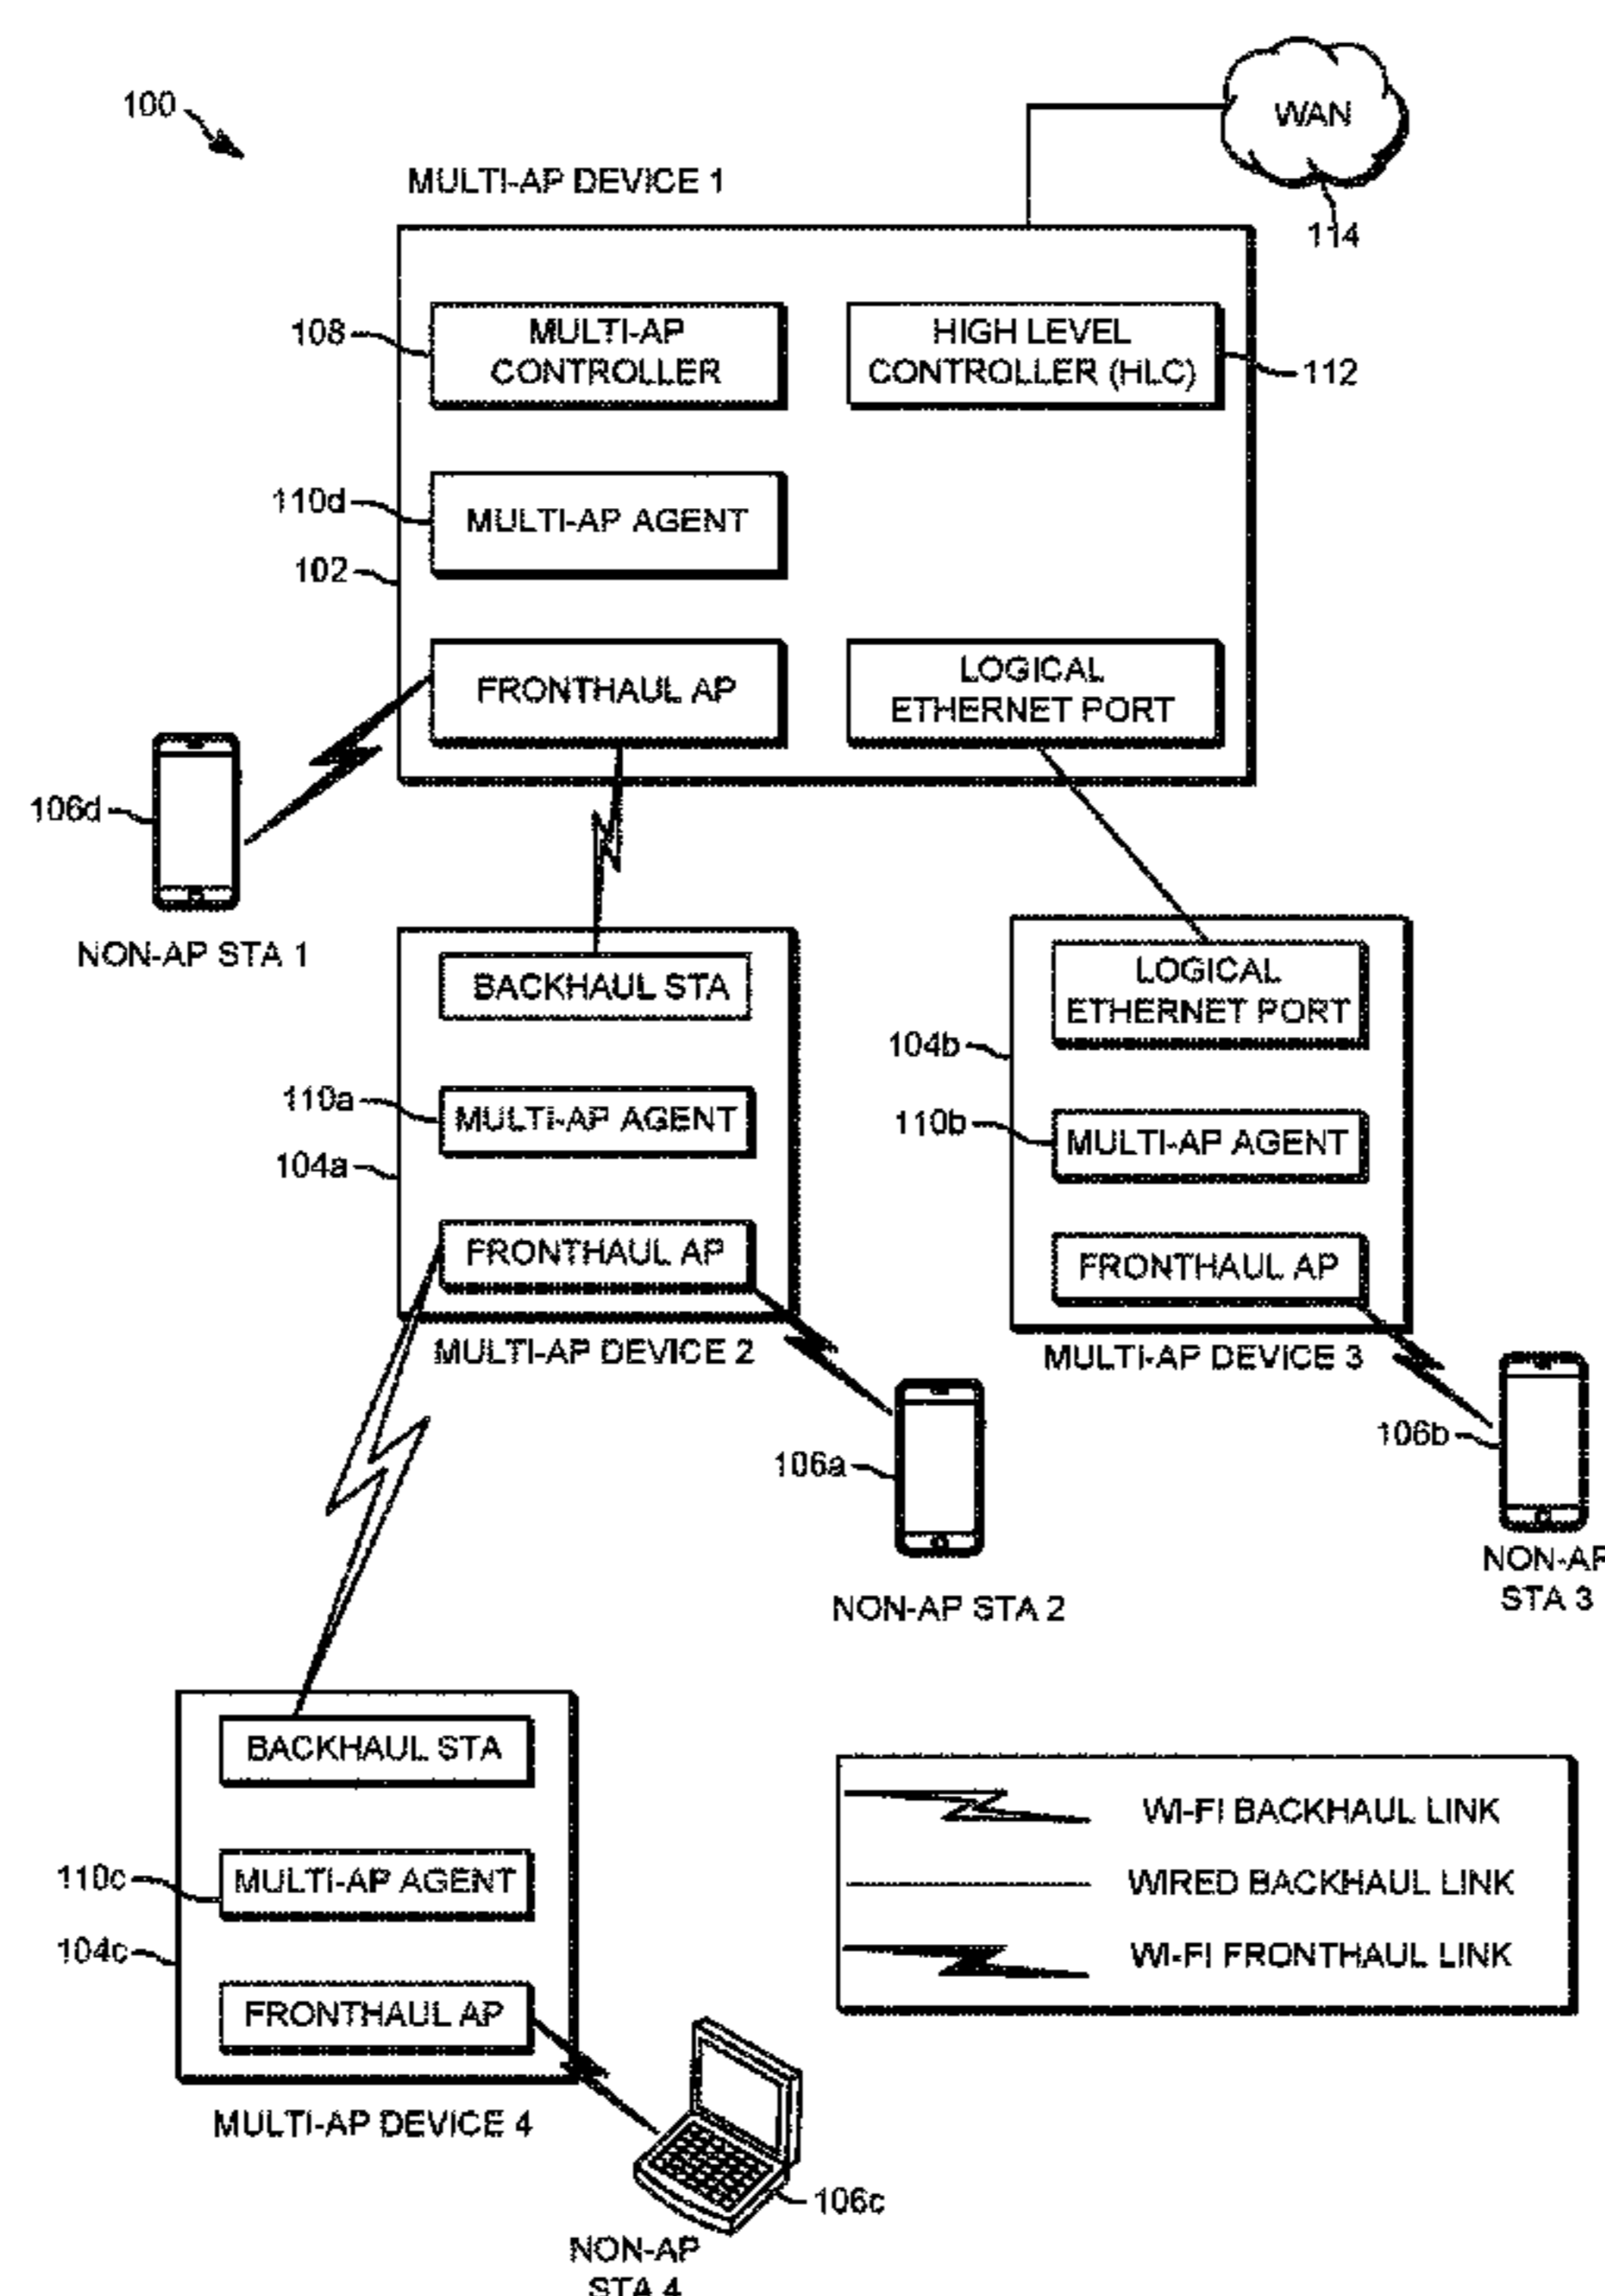 100
WAN
114
MULTI-AP DEVICE 1
108
MULTI-AP
CONTROLLER
HIGH LEVEL
CONTROLLER (HLC)
112
110d
MULTI-AP AGENT
102
FRONTHAUL AP
LOGICAL
ETHERNET PORT
106d
NON-AP STA 1
BACKHAUL STA
110a
MULTI-AP AGENT
104a
FRONTHAUL AP
MULTI-AP DEVICE 2
LOGICAL
ETHERNET PORT
104b
110b
MULTI-AP AGENT
FRONTHAUL AP
MULTI-AP DEVICE 3
106a
NON-AP STA 2
106b
NON-AP
STA 3
BACKHAUL STA
110c
MULTI-AP AGENT
104c
FRONTHAUL AP
MULTI-AP DEVICE 4
106c
NON-AP
STA 4
WI-FI BACKHAUL LINK
WIRED BACKHAUL LINK
WI-FI FRONTHAUL LINK